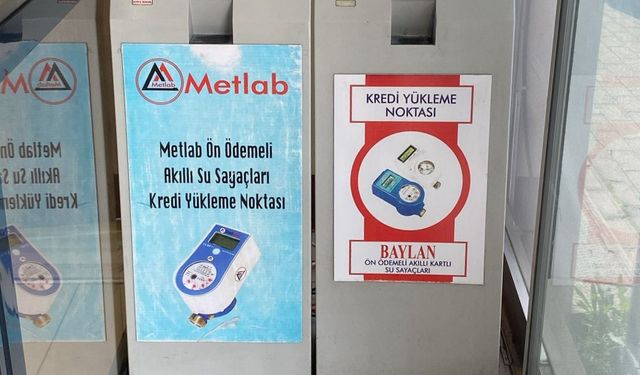 Metlab
Metlab Ön Ödemeli
Akıllı Su Sayaçları
Kredi Yükleme Noktası
KREDİ YÜKLEME
NOKTASI
BAYLAN
ÖN ÖDEMELİ AKILLI KARTLI
SU SAYAÇLARI